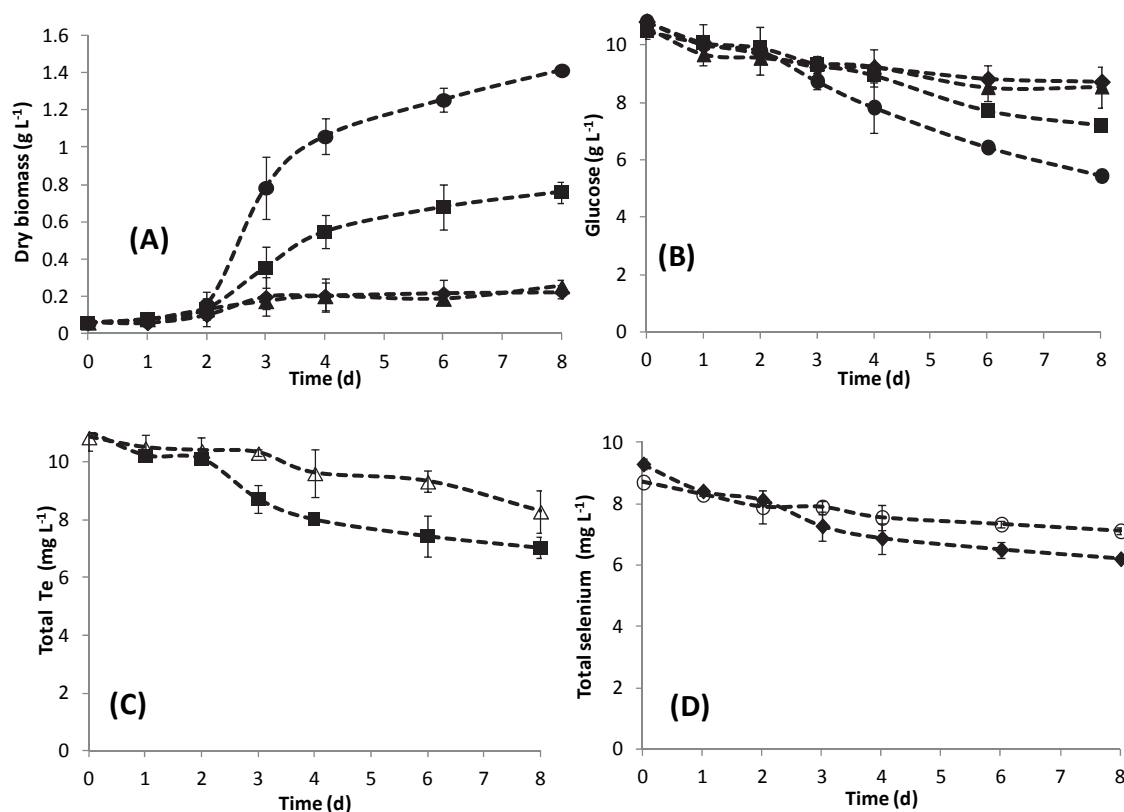 1.6
1.4
1.2
1
0.8
0.6
0.4
0.2
0
Dry biomass (g L-1)
(A)
0 1 2 3 4 5 6 7 8
Time (d)
10
8
6
4
2
0
Glucose (g L-1)
(B)
0 1 2 3 4 5 6 7 8
Time (d)
10
8
6
4
2
0
Total Te (mg L-1)
(C)
0 1 2 3 4 5 6 7 8
Time (d)
10
8
6
4
2
0
Total selenium (mg L-1)
(D)
0 1 2 3 4 5 6 7 8
Time (d)